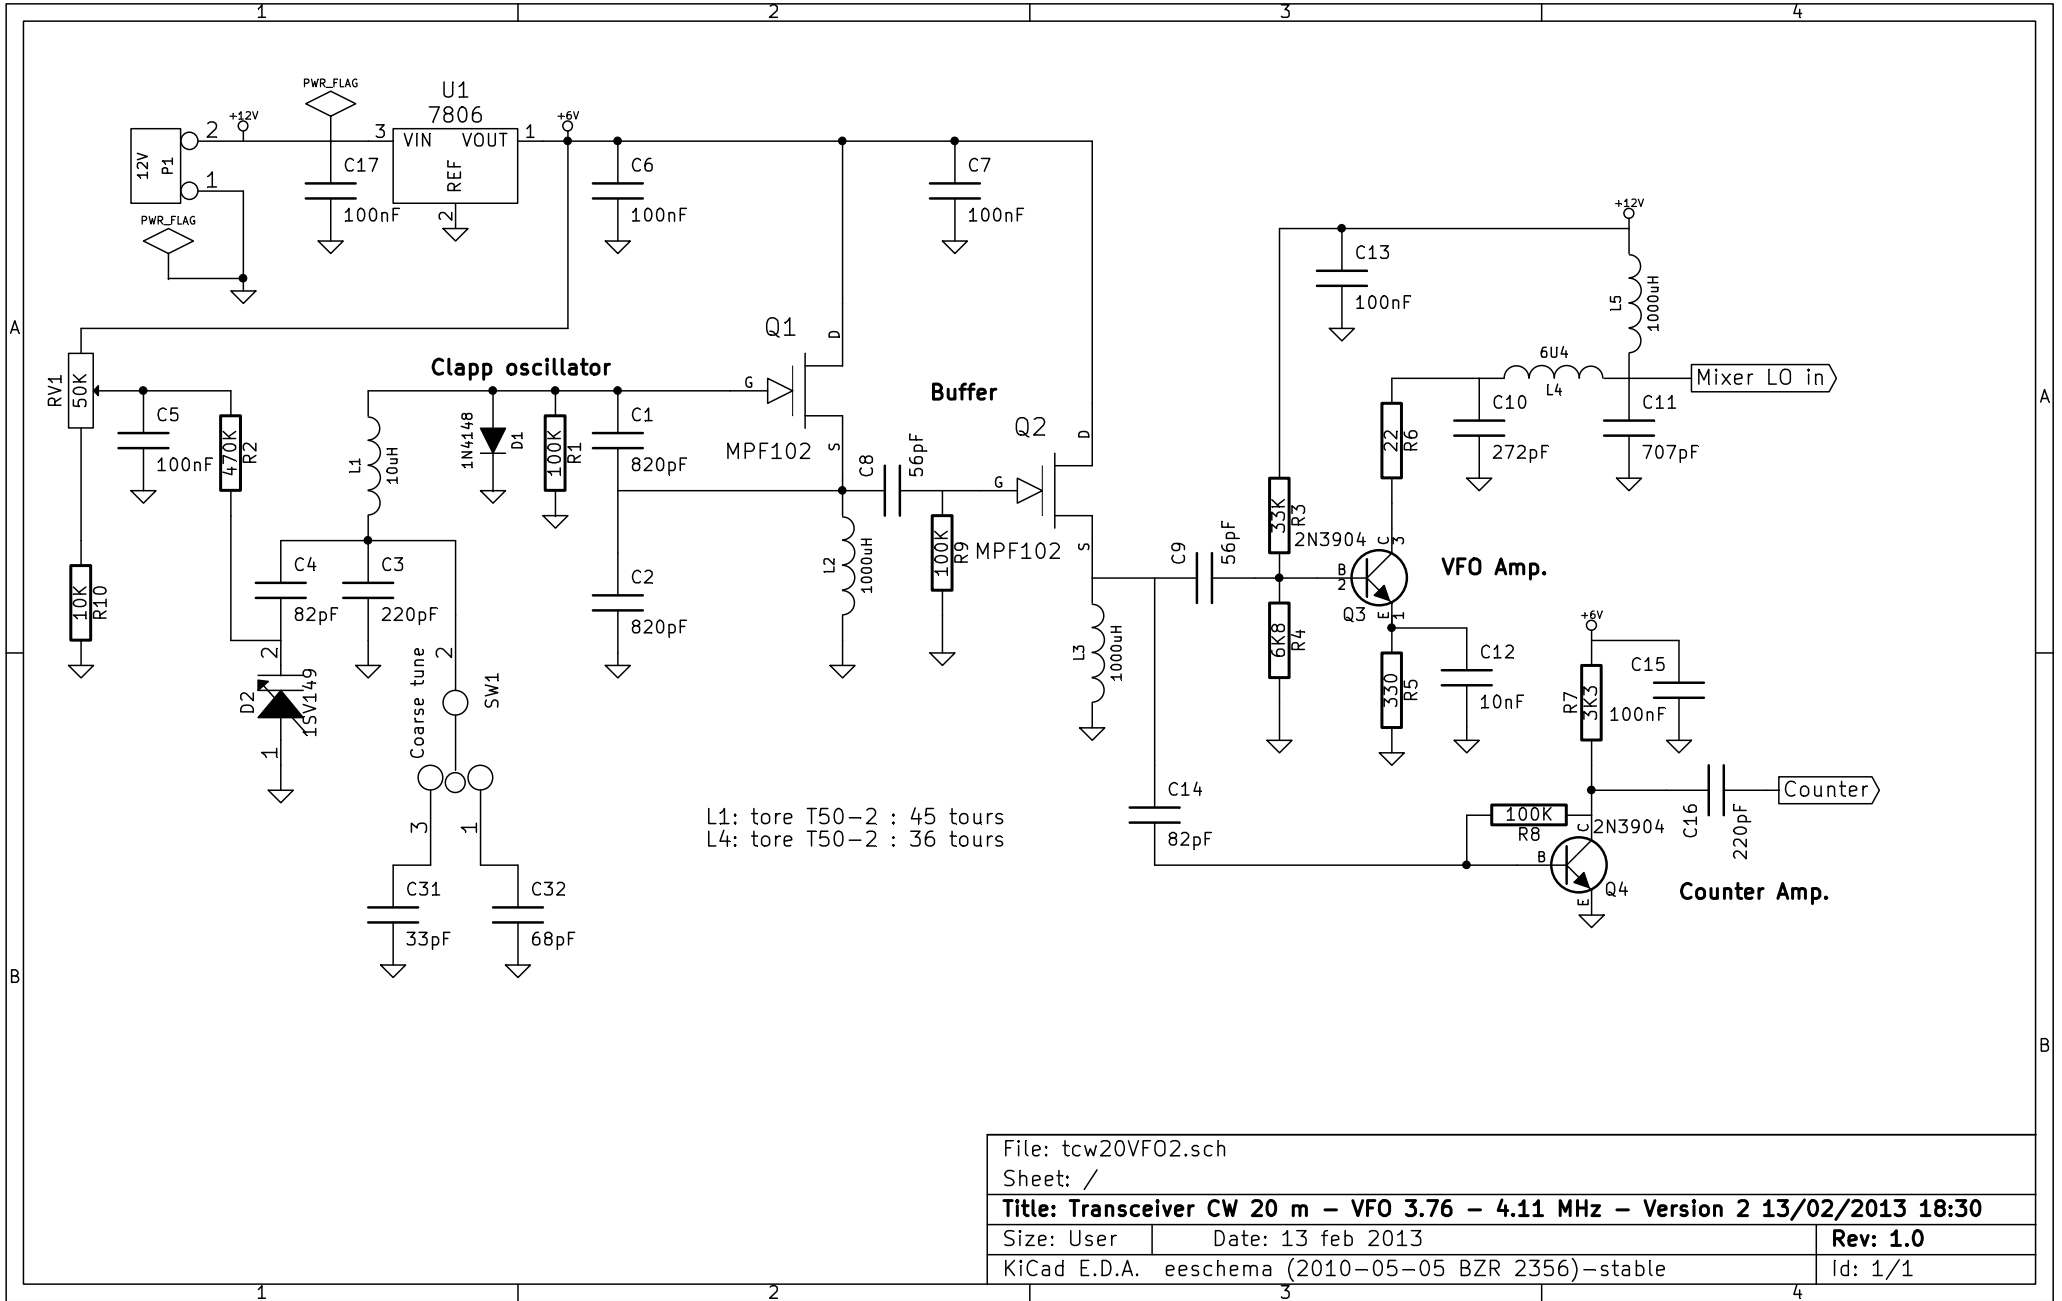 1 2 3 4
PWR_FLAG
U1
7806
+12V
+6V
2
3 VIN VOUT 1
12V
P1
REF
2
1
C17
100nF
C6
100nF
C7
100nF
PWR_FLAG
+12V
C13
100nF
L5
1000uH
A
Q1
D
G
S
MPF102
Clapp oscillator
Buffer
6U4
L4
Mixer LO in
A
RV1
50K
C5
100nF
470K
R2
L1
10uH
1N4148
D1
100K
R1
C1
820pF
C8
56pF
Q2
D
G
S
MPF102
22
R6
C10
272pF
C11
707pF
10K
R10
C4
82pF
C3
220pF
C2
820pF
L2
1000uH
100K
R9
C9
56pF
33K
R3
2N3904
C
3
B
2
E
1
Q3
VFO Amp.
6K8
R4
L3
1000uH
330
R5
C12
10nF
+6V
C15
100nF
R7
3K3
2
D2
1SV149
1
Coarse tune
2
SW1
3
1
C31
33pF
C32
68pF
L1: tore T50-2 : 45 tours
L4: tore T50-2 : 36 tours
C14
82pF
100K
R8
C
2N3904
B
E
Q4
C16
220pF
Counter
Counter Amp.
B
B
File: tcw20VFO2.sch
Sheet: /
Title: Transceiver CW 20 m - VFO 3.76 - 4.11 MHz - Version 2 13/02/2013 18:30
Size: User Date: 13 feb 2013 Rev: 1.0
KiCad E.D.A. eeschema (2010-05-05 BZR 2356)-stable Id: 1/1
1 2 3 4